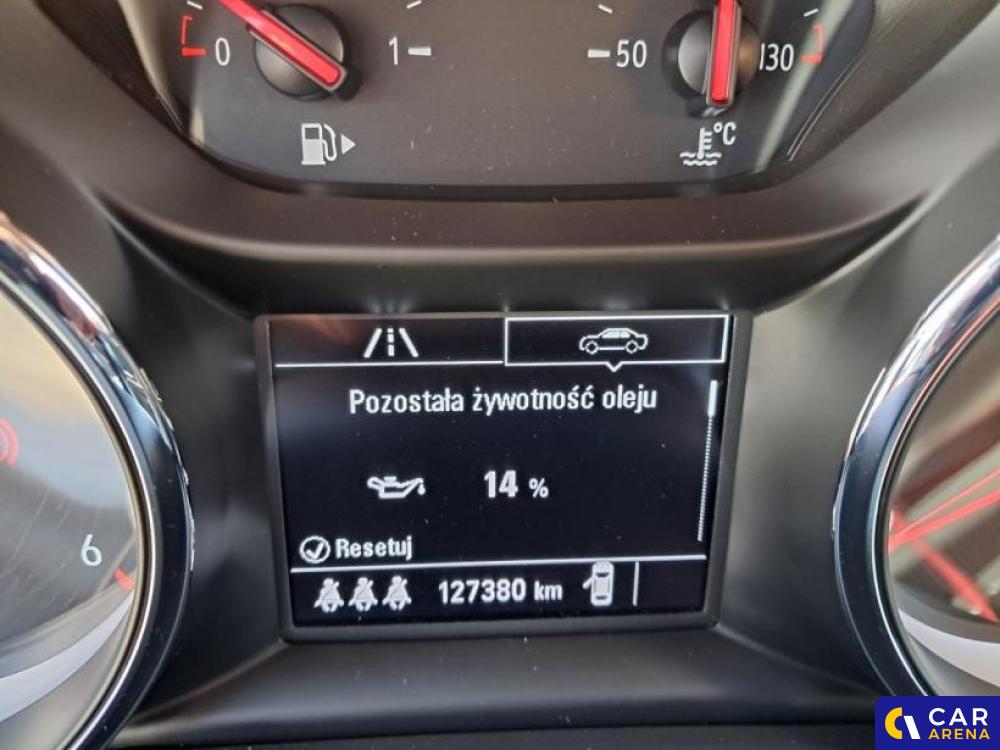 0 1 50 130
°C
Pozostała żywotność oleju
14 %
Resetuj
6
127380 km
CAR
ARENA